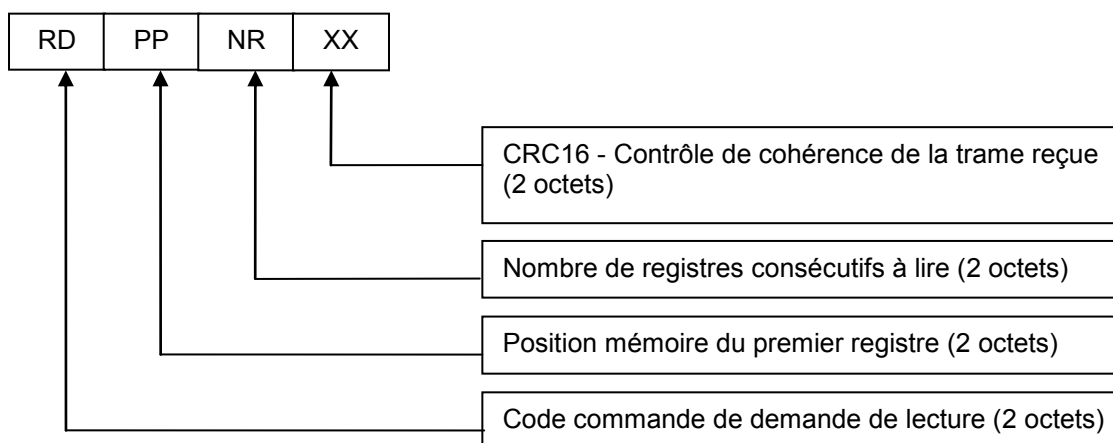 RD PP NR XX
CRC16 - Contrôle de cohérence de la trame reçue
(2 octets)
Nombre de registres consécutifs à lire (2 octets)
Position mémoire du premier registre (2 octets)
Code commande de demande de lecture (2 octets)